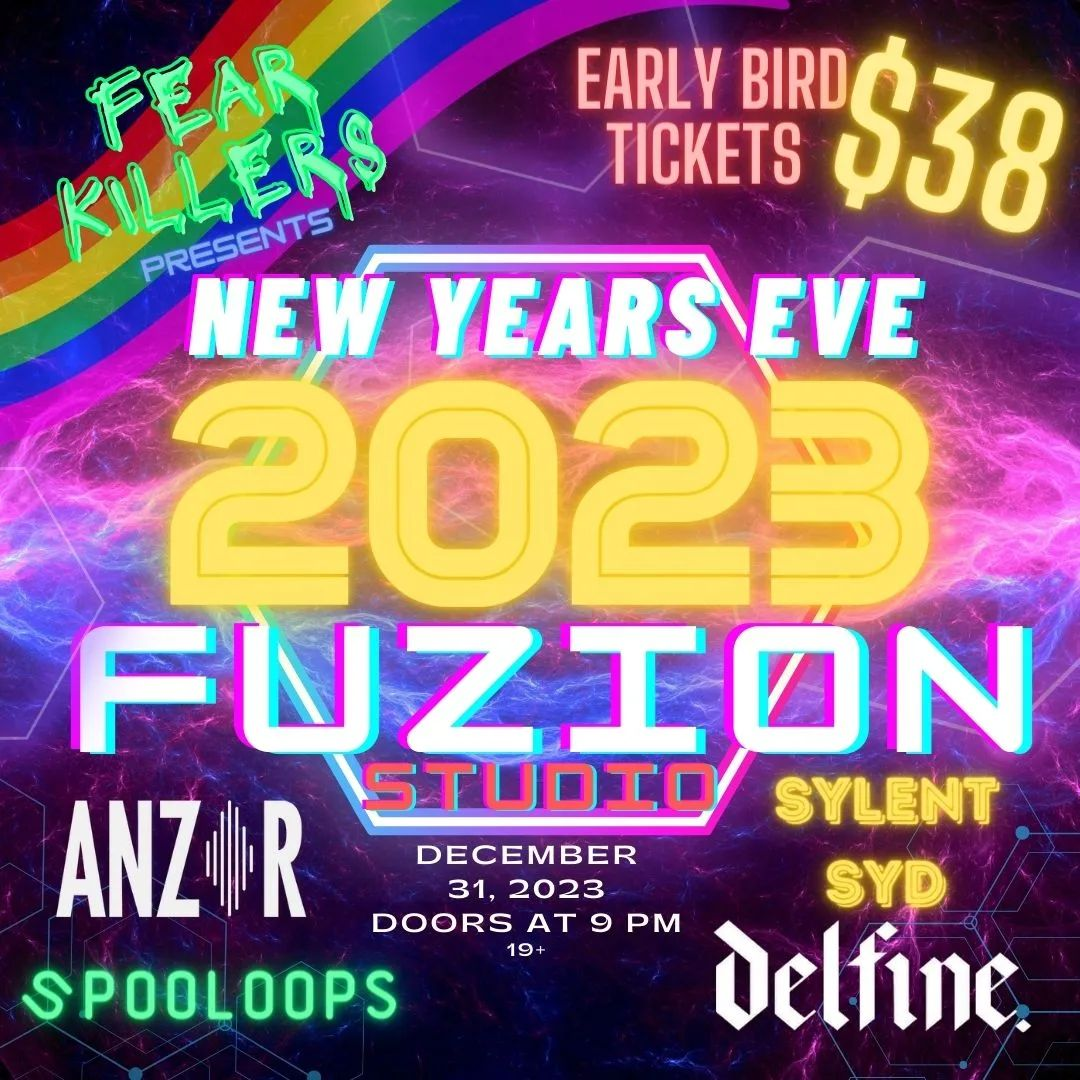 FEAR
KILLERS
PRESENTS
EARLY BIRD
TICKETS
$38
NEW YEARS EVE
2023
FUZION
STUDIO
ANZOR
SPOOLOOPS
DECEMBER
31, 2023
DOORS AT 9 PM
19+
SYLENT
SYD
Delfine.